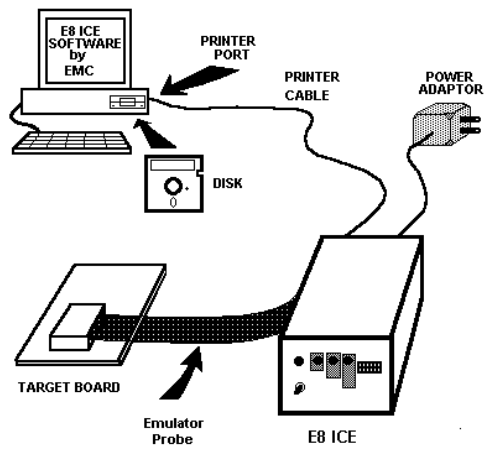 E8 ICE
SOFTWARE
by
EMC
PRINTER
PORT
PRINTER
CABLE
POWER
ADAPTOR
DISK
TARGET BOARD
Emulator
Probe
E8 ICE